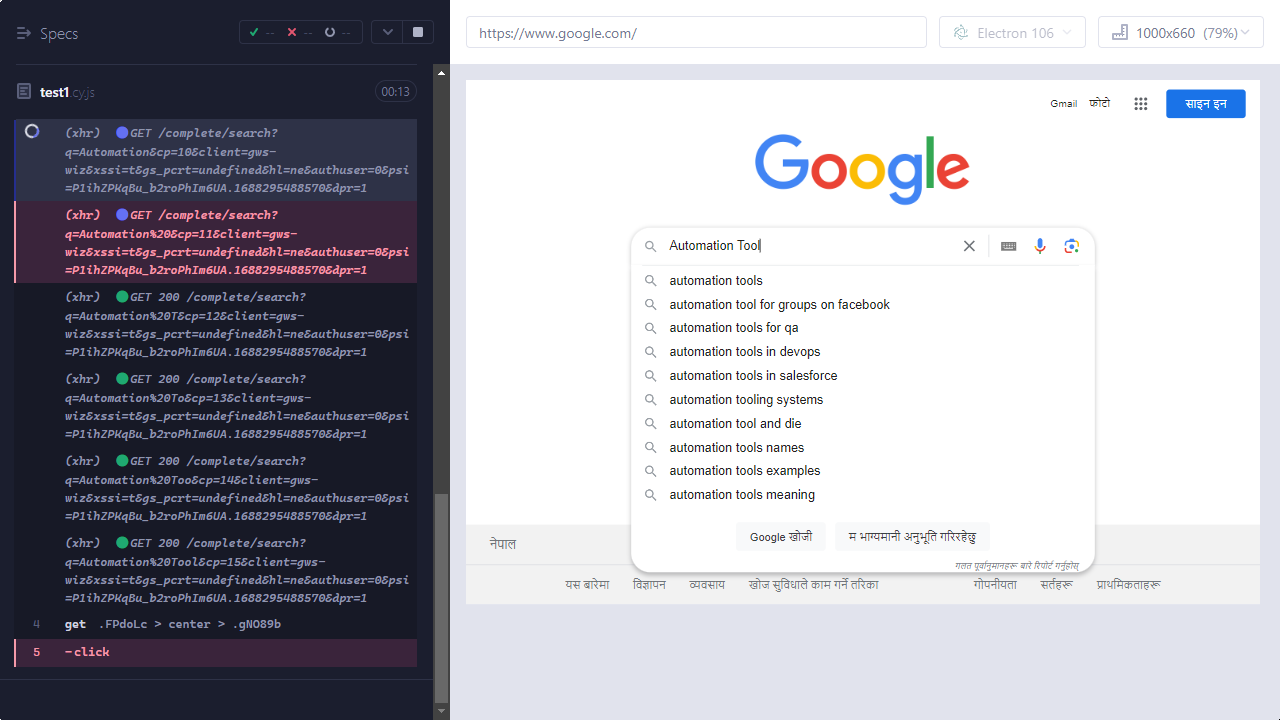 Specs
-- -- --
https://www.google.com/
Electron 106
1000x660 (79%)
test1.cy.js
00:13
(xhr) GET /complete/search?
q=Automation&cp=10&client=gws-
wiz&xssi=t&gs_pcrt=undefined&hl=ne&authuser=0&psi
=P1ihZPKqBu_b2roPhIm6UA.1688295488570&dpr=1
(xhr) GET /complete/search?
q=Automation%20&cp=11&client=gws-
wiz&xssi=t&gs_pcrt=undefined&hl=ne&authuser=0&psi
=P1ihZPKqBu_b2roPhIm6UA.1688295488570&dpr=1
(xhr) GET 200 /complete/search?
q=Automation%20T&cp=12&client=gws-
wiz&xssi=t&gs_pcrt=undefined&hl=ne&authuser=0&psi
=P1ihZPKqBu_b2roPhIm6UA.1688295488570&dpr=1
(xhr) GET 200 /complete/search?
q=Automation%20To&cp=13&client=gws-
wiz&xssi=t&gs_pcrt=undefined&hl=ne&authuser=0&psi
=P1ihZPKqBu_b2roPhIm6UA.1688295488570&dpr=1
(xhr) GET 200 /complete/search?
q=Automation%20Too&cp=14&client=gws-
wiz&xssi=t&gs_pcrt=undefined&hl=ne&authuser=0&psi
=P1ihZPKqBu_b2roPhIm6UA.1688295488570&dpr=1
(xhr) GET 200 /complete/search?
q=Automation%20Tool&cp=15&client=gws-
wiz&xssi=t&gs_pcrt=undefined&hl=ne&authuser=0&psi
=P1ihZPKqBu_b2roPhIm6UA.1688295488570&dpr=1
4 get .FPdoLc > center > .gNO89b
5 -click
Gmail फोटो साइन इन
Google
Automation Tool
automation tools
automation tool for groups on facebook
automation tools for qa
automation tools in devops
automation tools in salesforce
automation tooling systems
automation tool and die
automation tools names
automation tools examples
automation tools meaning
Google खोजी म भाग्यमानी अनुभूति गरिरहेछु
नेपाल
गलत पूर्वानुमानहरू बारे रिपोर्ट गर्नुहोस्
यस बारेमा विज्ञापन व्यवसाय खोज सुविधाले काम गर्ने तरिका गोपनीयता सर्तहरू प्राथमिकताहरू